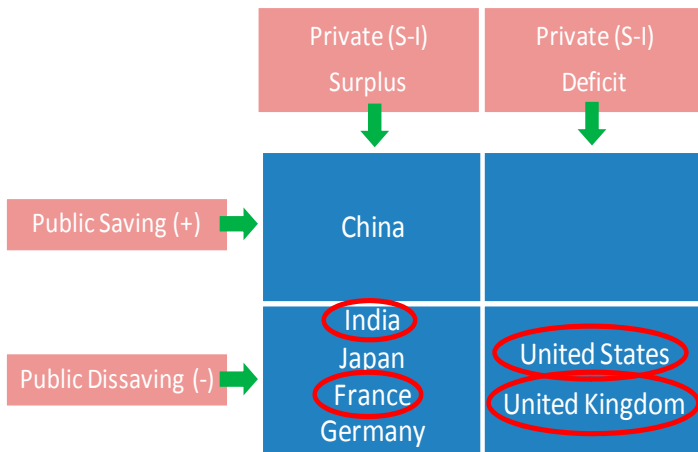 Private (S-I)
Surplus
Private (S-I)
Deficit
Public Saving (+)
China
Public Dissaving (-)
India
Japan
France
Germany
United States
United Kingdom